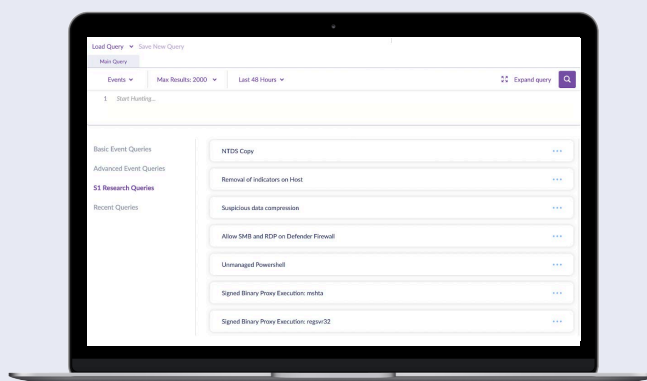 Load Query Save New Query
Main Query
Events Max Results: 2000 Last 48 Hours Expand query
1 Start Hunting...
Basic Event Queries
Advanced Event Queries
S1 Research Queries
Recent Queries
NTDS Copy
Removal of indicators on Host
Suspicious data compression
Allow SMB and RDP on Defender Firewall
Unmanaged Powershell
Signed Binary Proxy Execution: mshta
Signed Binary Proxy Execution: regsvr32